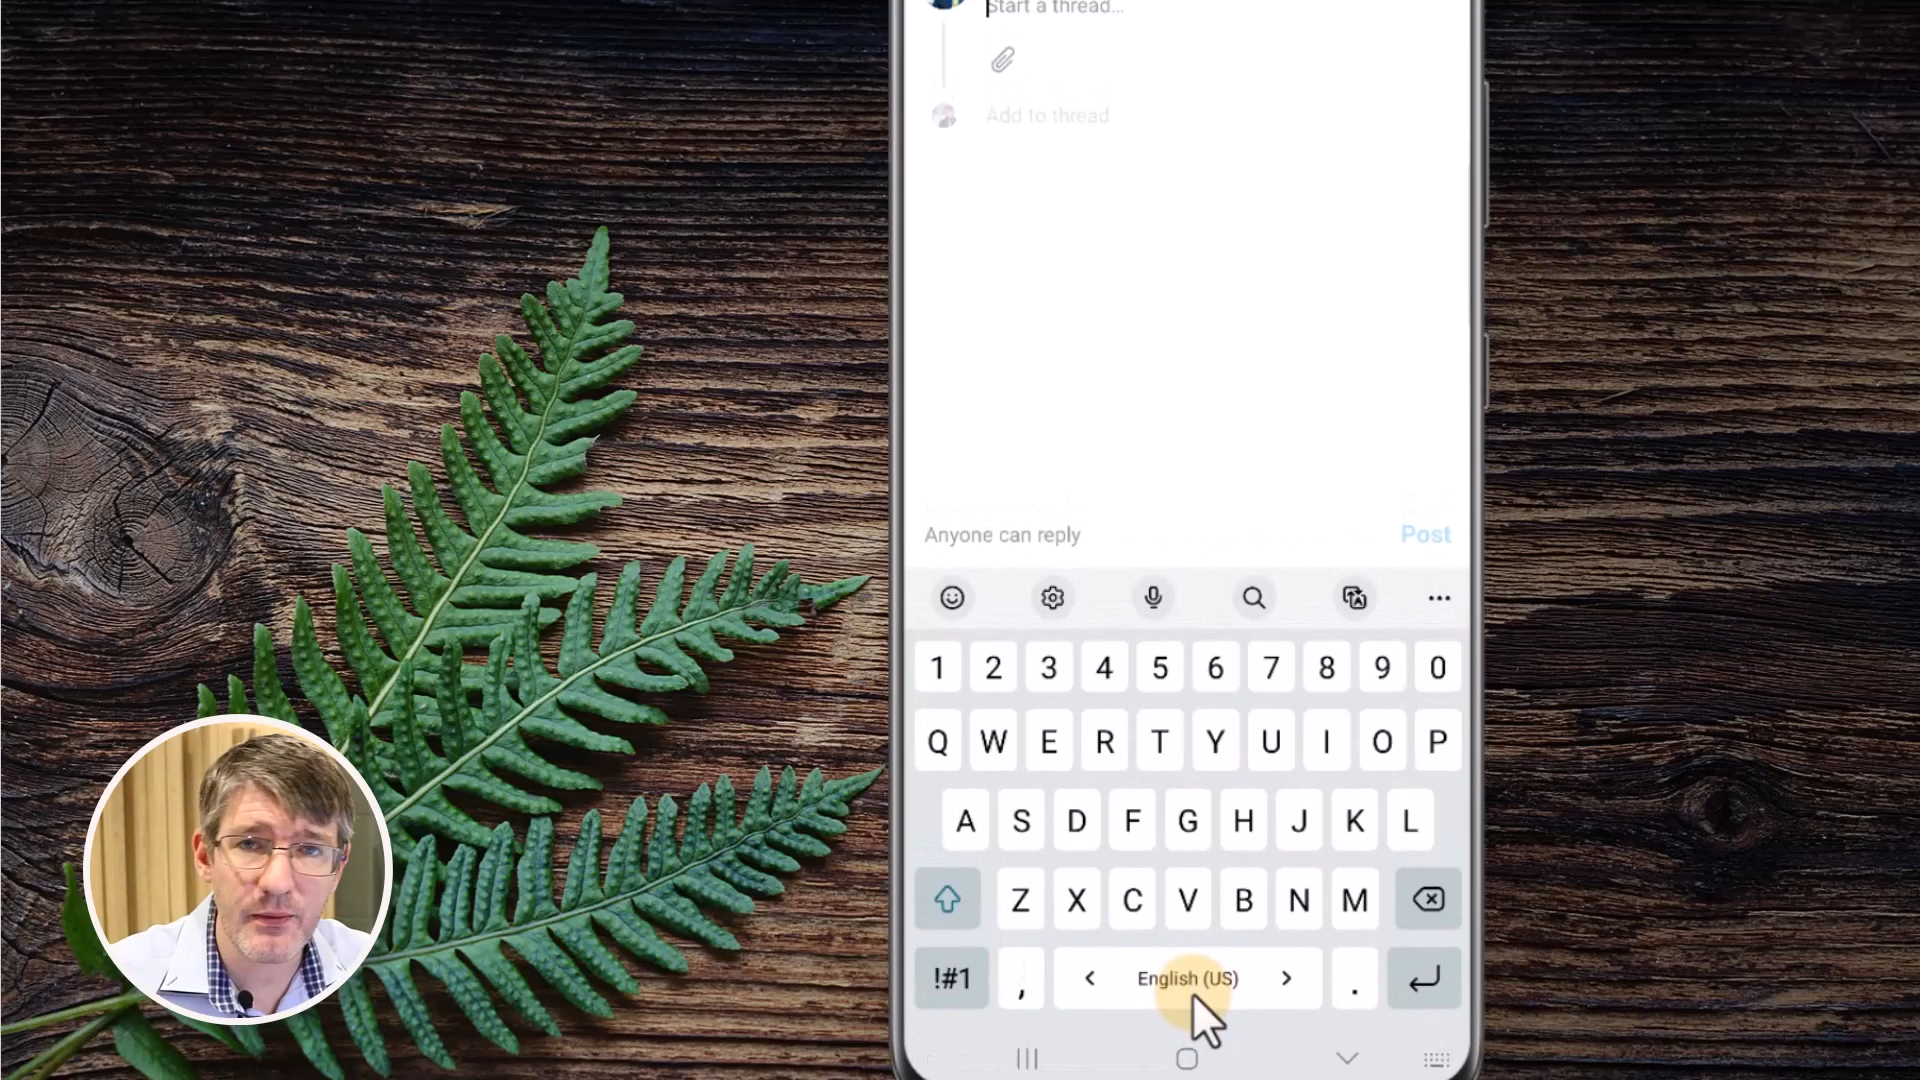 Start a thread...
Add to thread
Anyone can reply
Post
1 2 3 4 5 6 7 8 9 0
Q W E R T Y U I O P
A S D F G H J K L
Z X C V B N M
!#1 , < English (US) > .